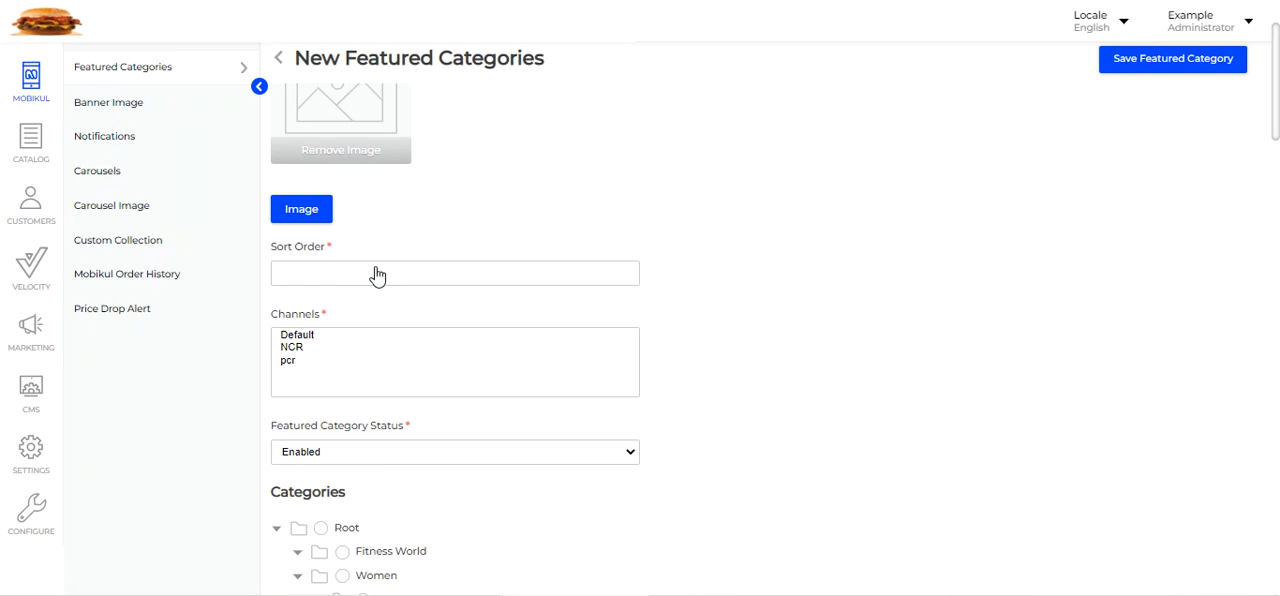 Locale
English
Example
Administrator
MOBIKUL
CATALOG
CUSTOMERS
VELOCITY
MARKETING
CMS
SETTINGS
CONFIGURE
Featured Categories
Banner Image
Notifications
Carousels
Carousel Image
Custom Collection
Mobikul Order History
Price Drop Alert
New Featured Categories
Save Featured Category
Remove Image
Image
Sort Order *
Channels *
Default
NCR
pcr
Featured Category Status *
Enabled
Categories
Root
Fitness World
Women